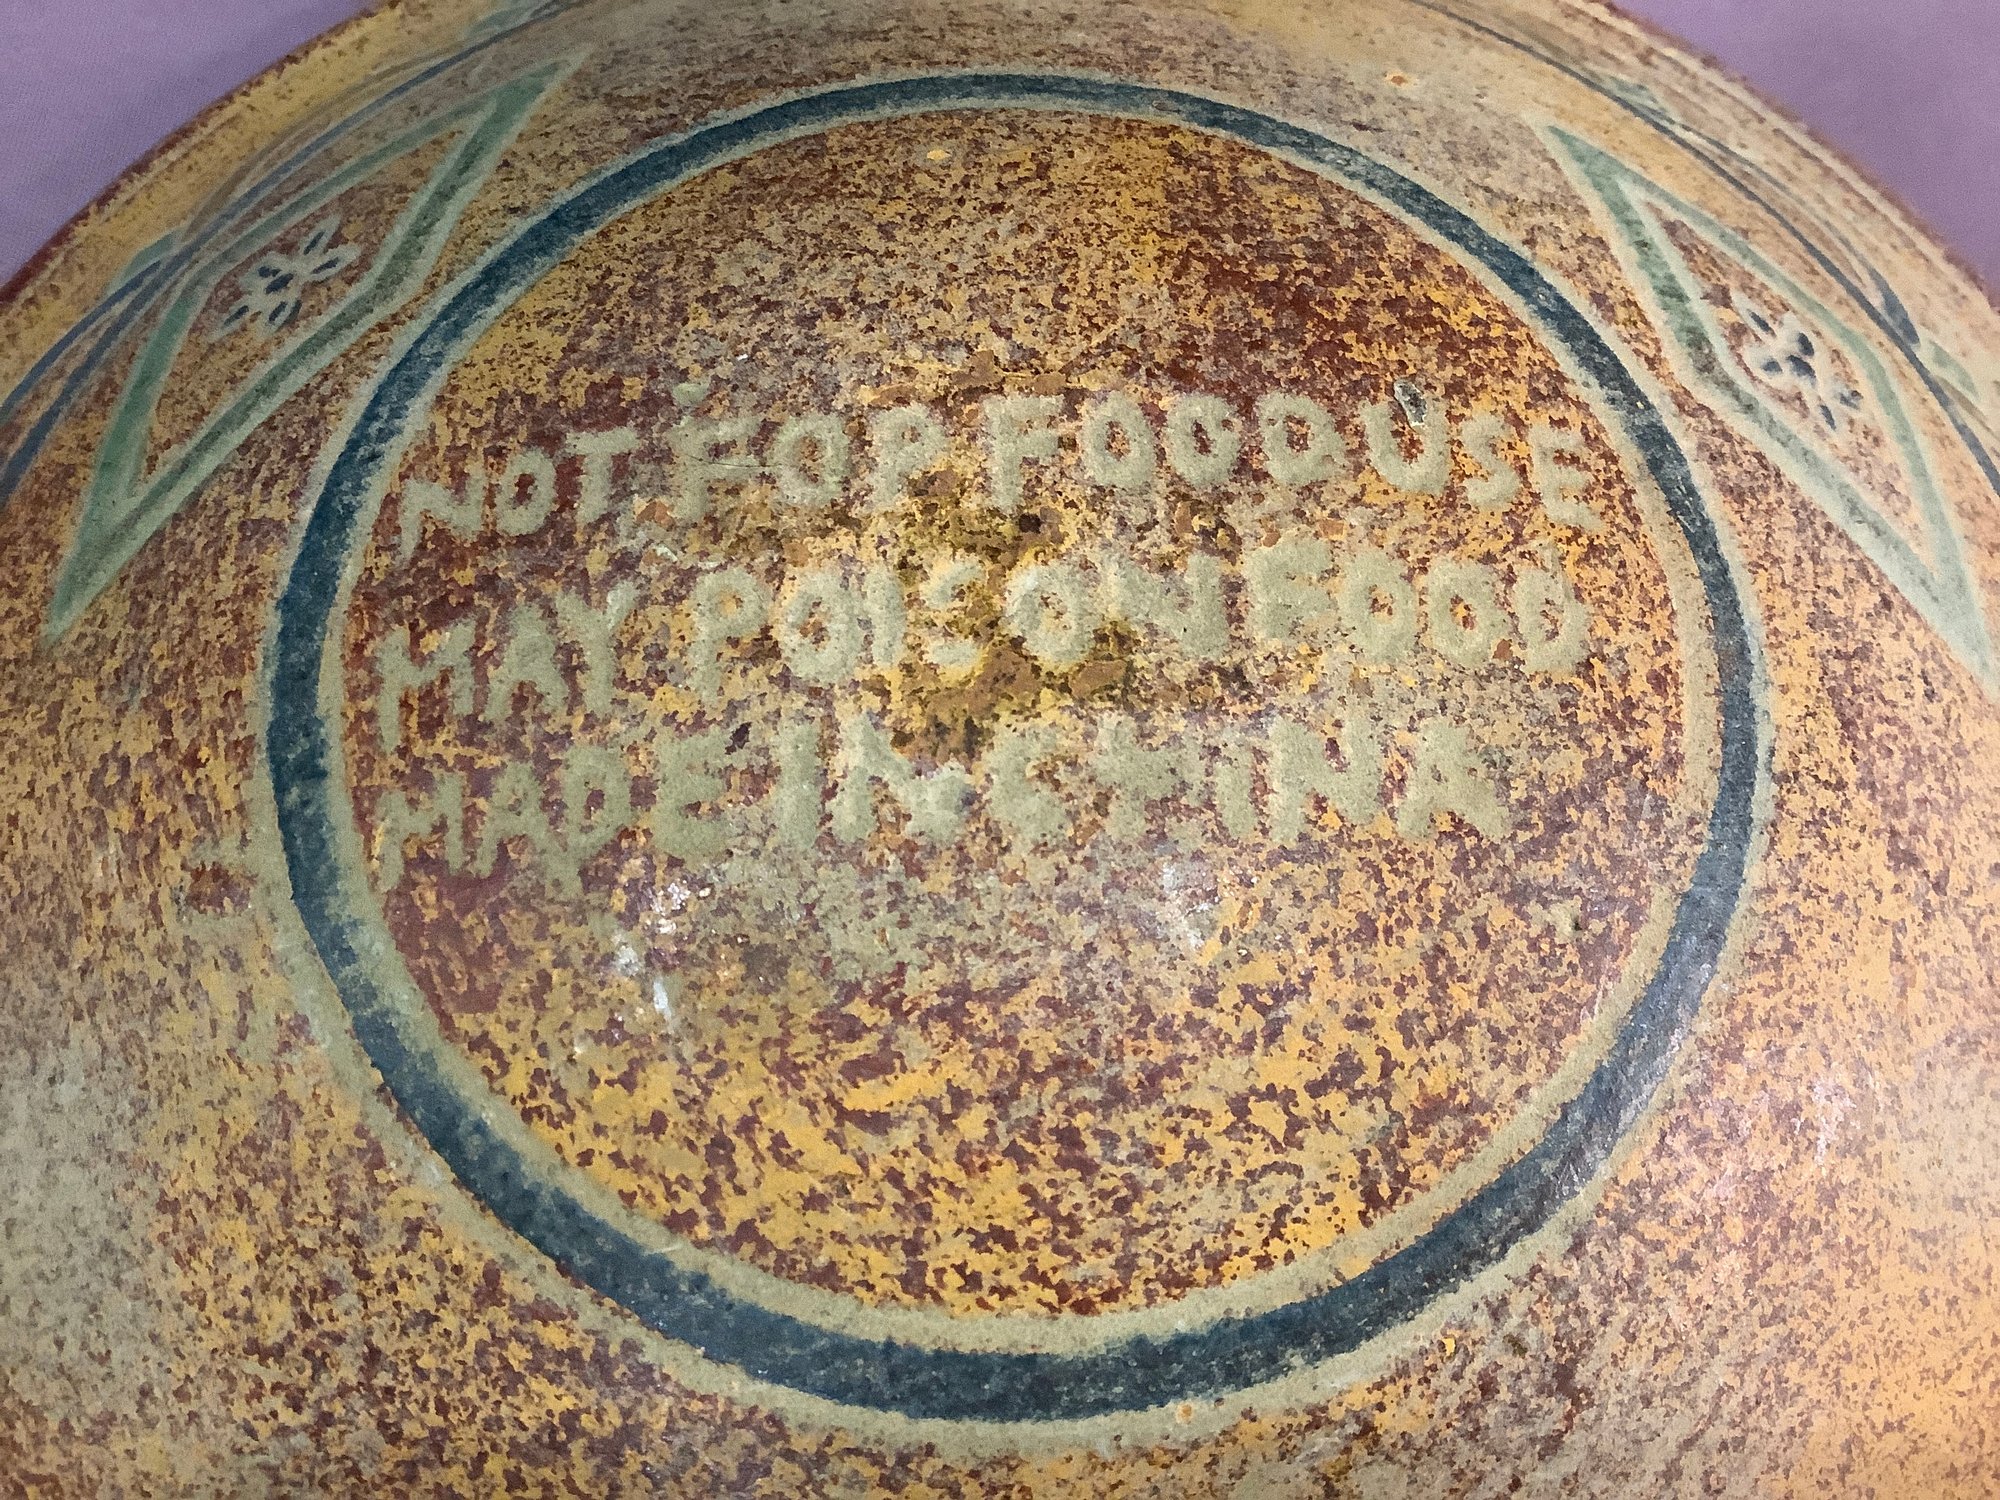 NOT FOR FOOD USE
MAY POISON FOOD
MADE IN CHINA